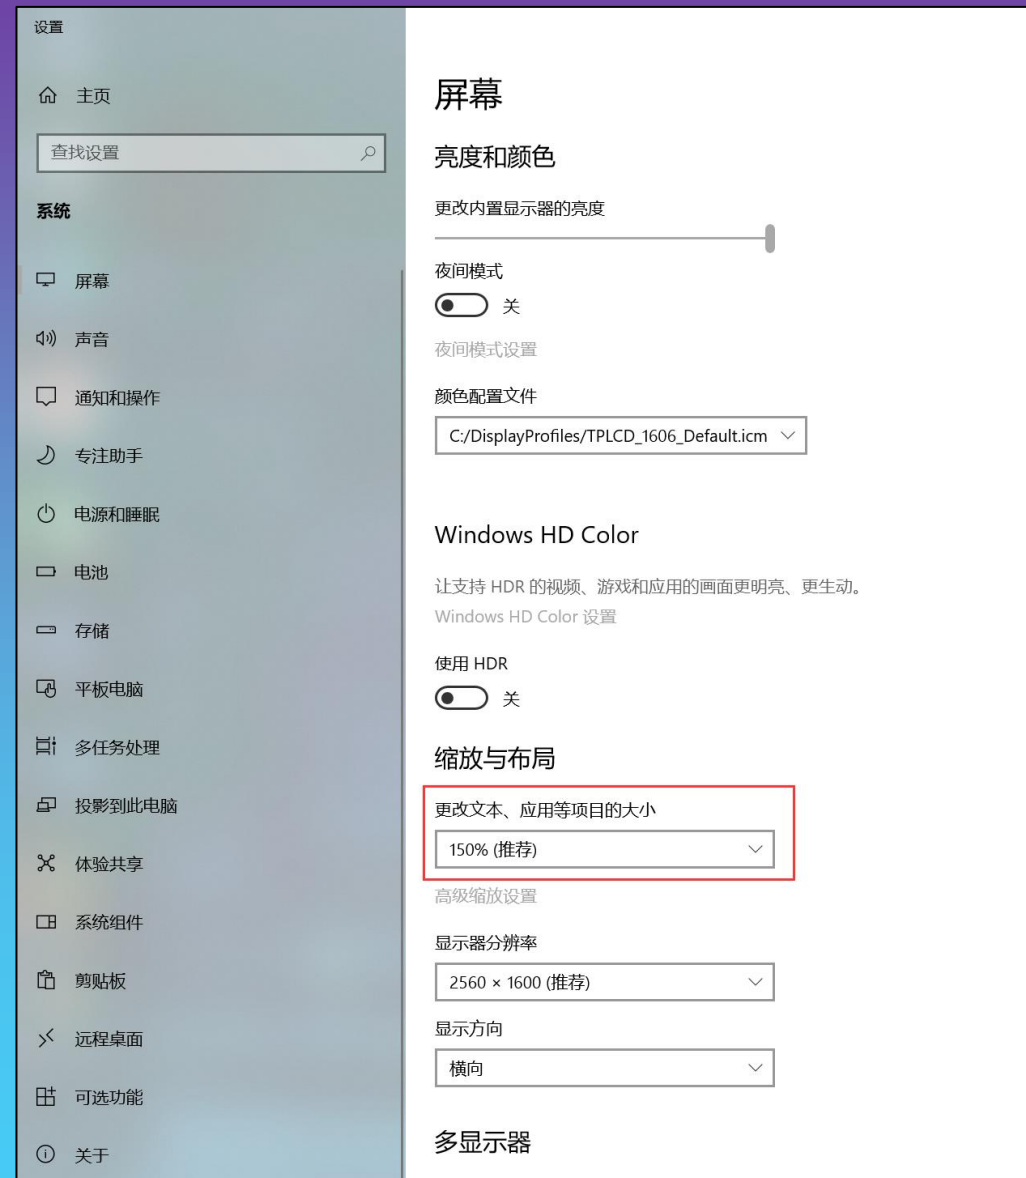 设置
主页
查找设置
系统
屏幕
声音
通知和操作
专注助手
电源和睡眠
电池
存储
平板电脑
多任务处理
投影到此电脑
体验共享
系统组件
剪贴板
远程桌面
可选功能
关于
屏幕
亮度和颜色
更改内置显示器的亮度
夜间模式
关
夜间模式设置
颜色配置文件
C:/DisplayProfiles/TPLCD_1606_Default.icm
Windows HD Color
让支持 HDR 的视频、游戏和应用的画面更明亮、更生动。
Windows HD Color 设置
使用 HDR
关
缩放与布局
更改文本、应用等项目的大小
150% (推荐)
高级缩放设置
显示器分辨率
2560 × 1600 (推荐)
显示方向
横向
多显示器